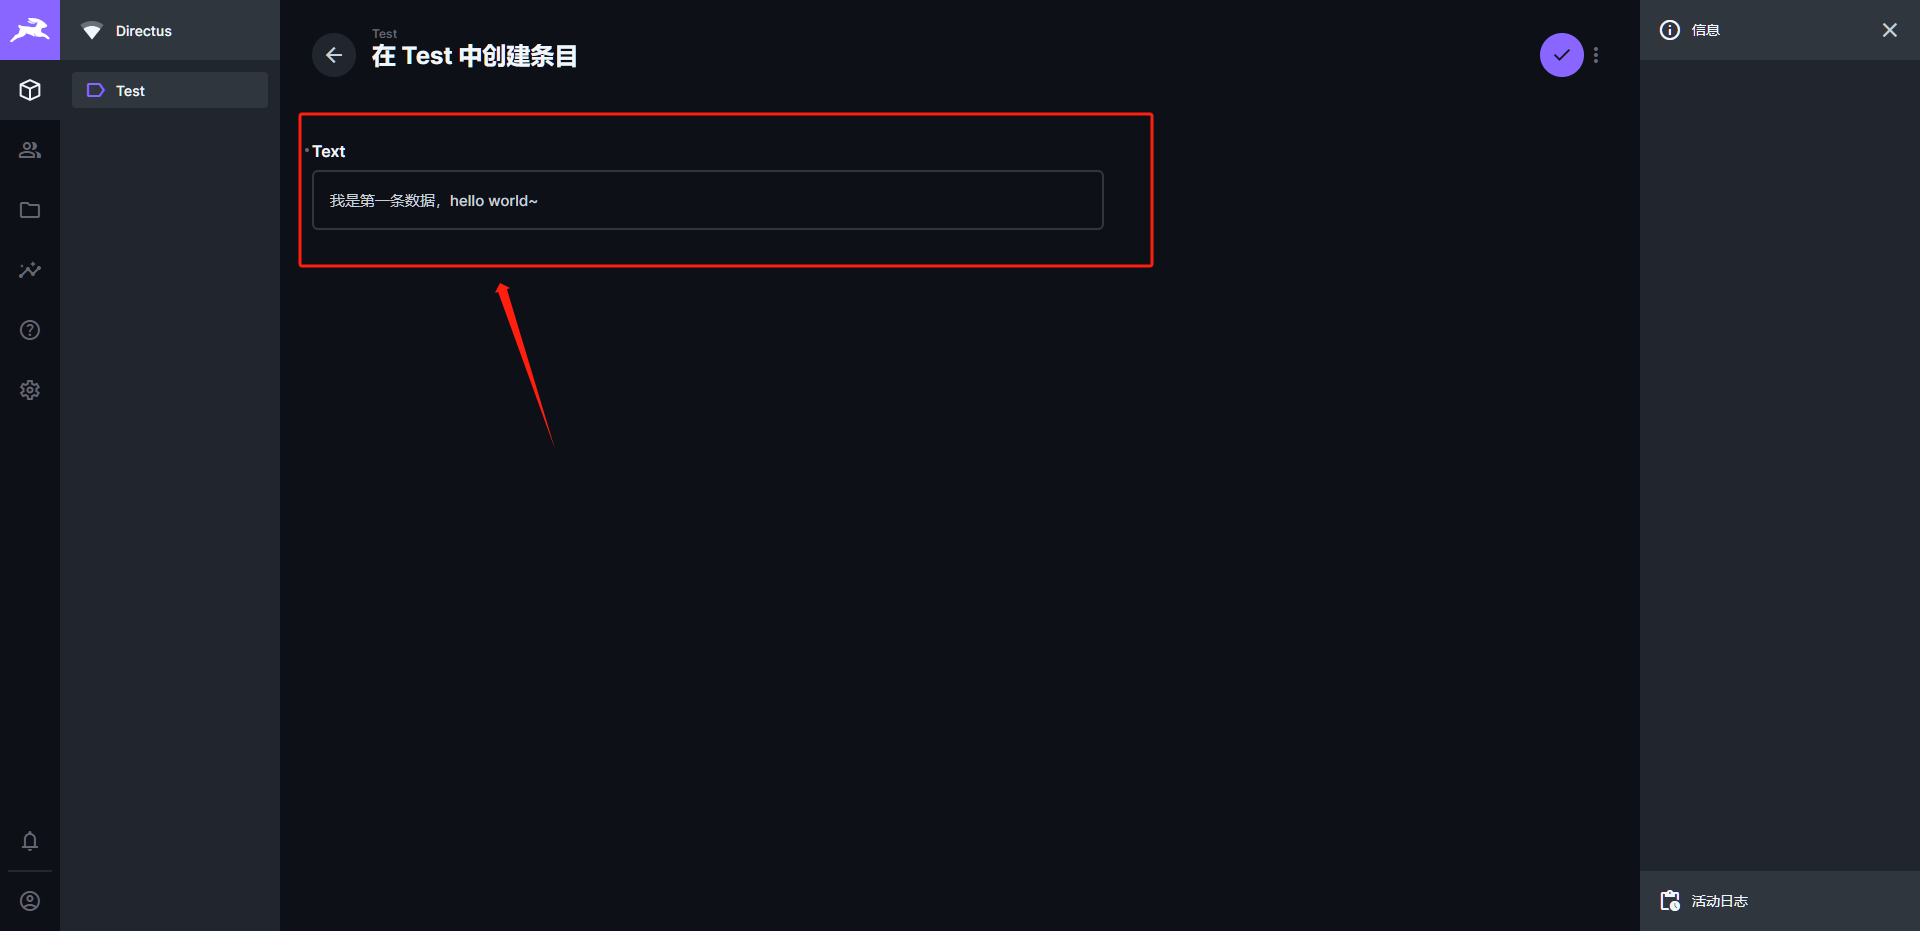 Directus
Test
Test
在 Test 中创建条目
Text
我是第一条数据，hello world~
信息
活动日志